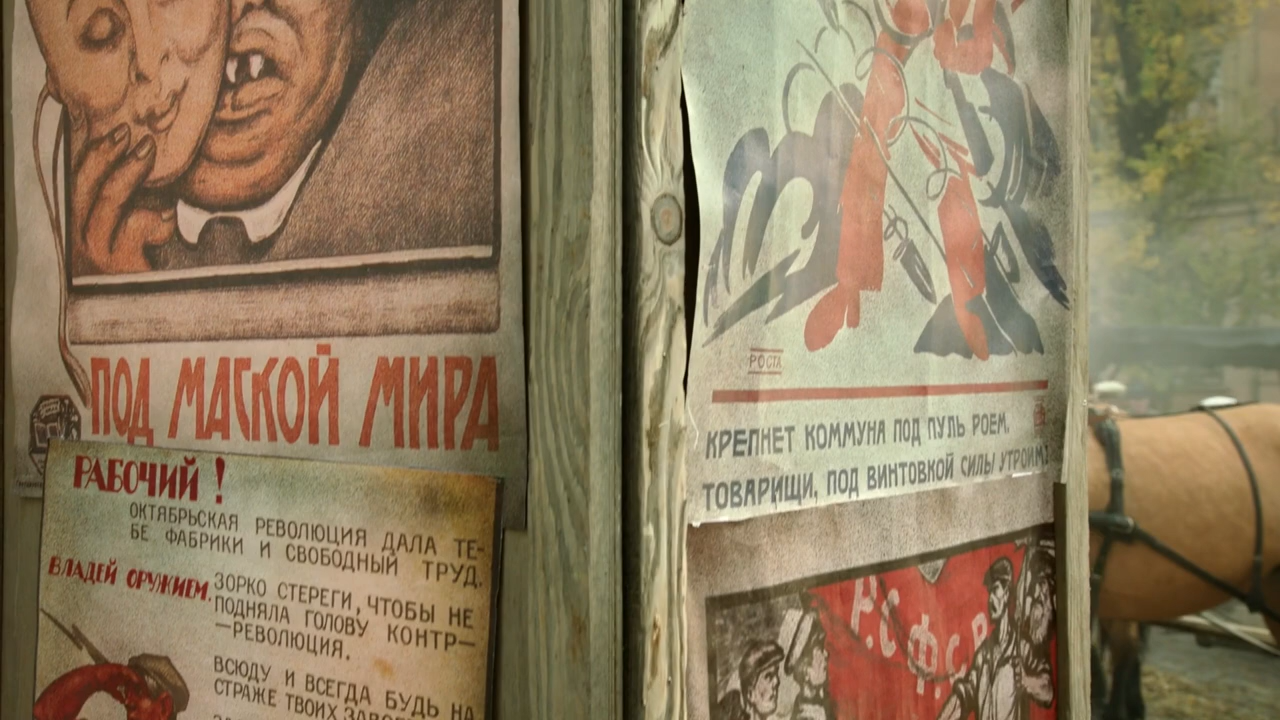 ПОД МАСКОЙ МИРА
РАБОЧИЙ!
ОКТЯБРЬСКАЯ РЕВОЛЮЦИЯ ДАЛА ТЕ-
БЕ ФАБРИКИ И СВОБОДНЫЙ ТРУД.
ВЛАДЕЙ ОРУЖИЕМ.
ЗОРКО СТЕРЕГИ, ЧТОБЫ НЕ
ПОДНЯЛА ГОЛОВУ КОНТР-
-РЕВОЛЮЦИЯ.
ВСЮДУ И ВСЕГДА БУДЬ НА
СТРАЖЕ ТВОИХ
РОСТА
КРЕПНЕТ КОММУНА ПОД ПУЛЬ РОЕМ.
ТОВАРИЩИ, ПОД ВИНТОВКОЙ СИЛЫ УТРОИМ!
Р.С.Ф.С.Р.